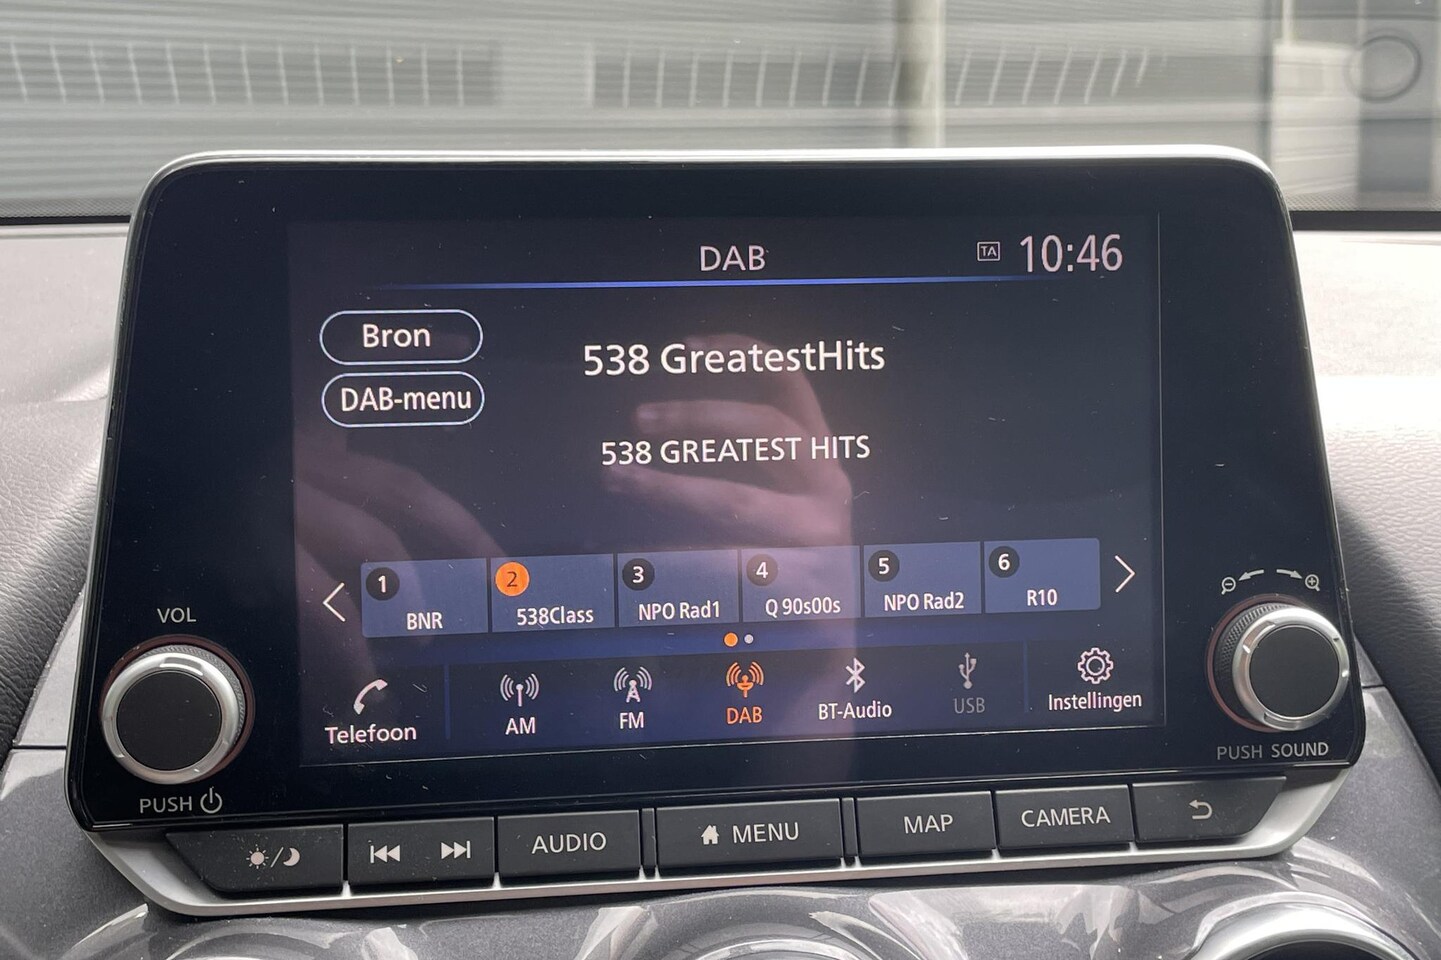 DAB
TA 10:46
Bron
DAB-menu
538 GreatestHits
538 GREATEST HITS
1 BNR
2 538Class
3 NPO Rad1
4 Q 90s00s
5 NPO Rad2
6 R10
Telefoon
AM
FM
DAB
BT-Audio
USB
Instellingen
VOL
PUSH
PUSH SOUND
AUDIO
MENU
MAP
CAMERA